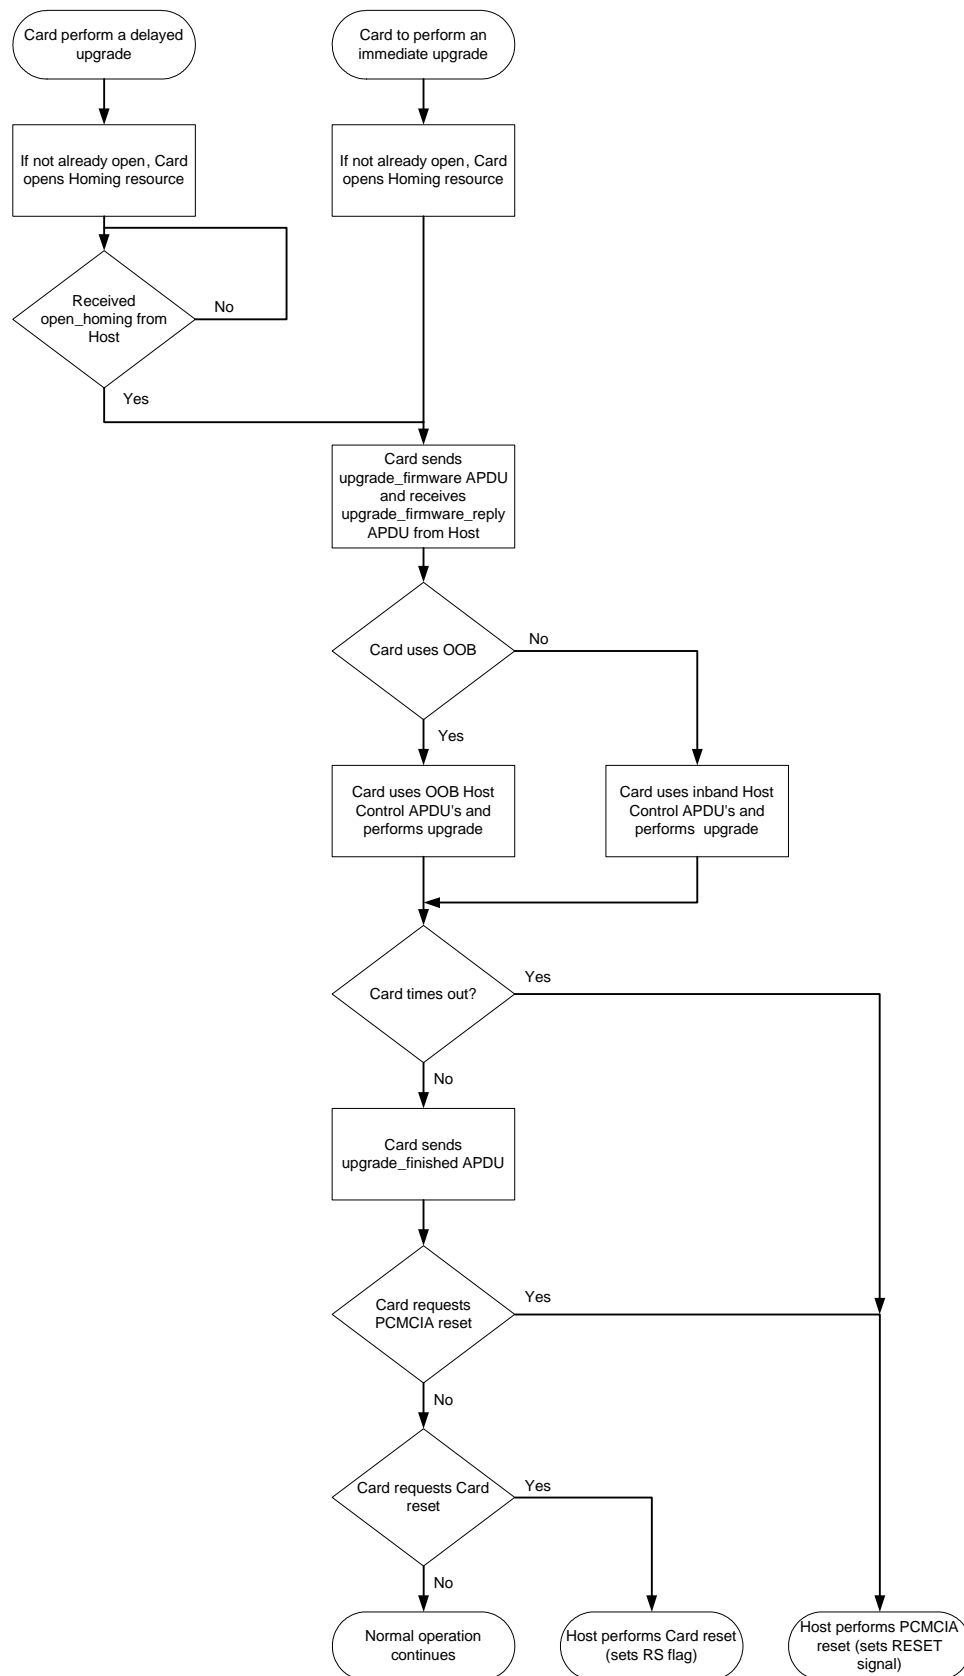 Card perform a delayed
upgrade
Card to perform an
immediate upgrade
If not already open, Card
opens Homing resource
If not already open, Card
opens Homing resource
Received
open_homing from
Host
No
Yes
Card sends
upgrade_firmware APDU
and receives
upgrade_firmware_reply
APDU from Host
Card uses OOB
No
Yes
Card uses OOB Host
Control APDU's and
performs upgrade
Card uses inband Host
Control APDU's and
performs upgrade
Card times out?
Yes
No
Card sends
upgrade_finished APDU
Card requests
PCMCIA reset
Yes
No
Card requests Card
reset
Yes
No
Normal operation
continues
Host performs Card reset
(sets RS flag)
Host performs PCMCIA
reset (sets RESET
signal)